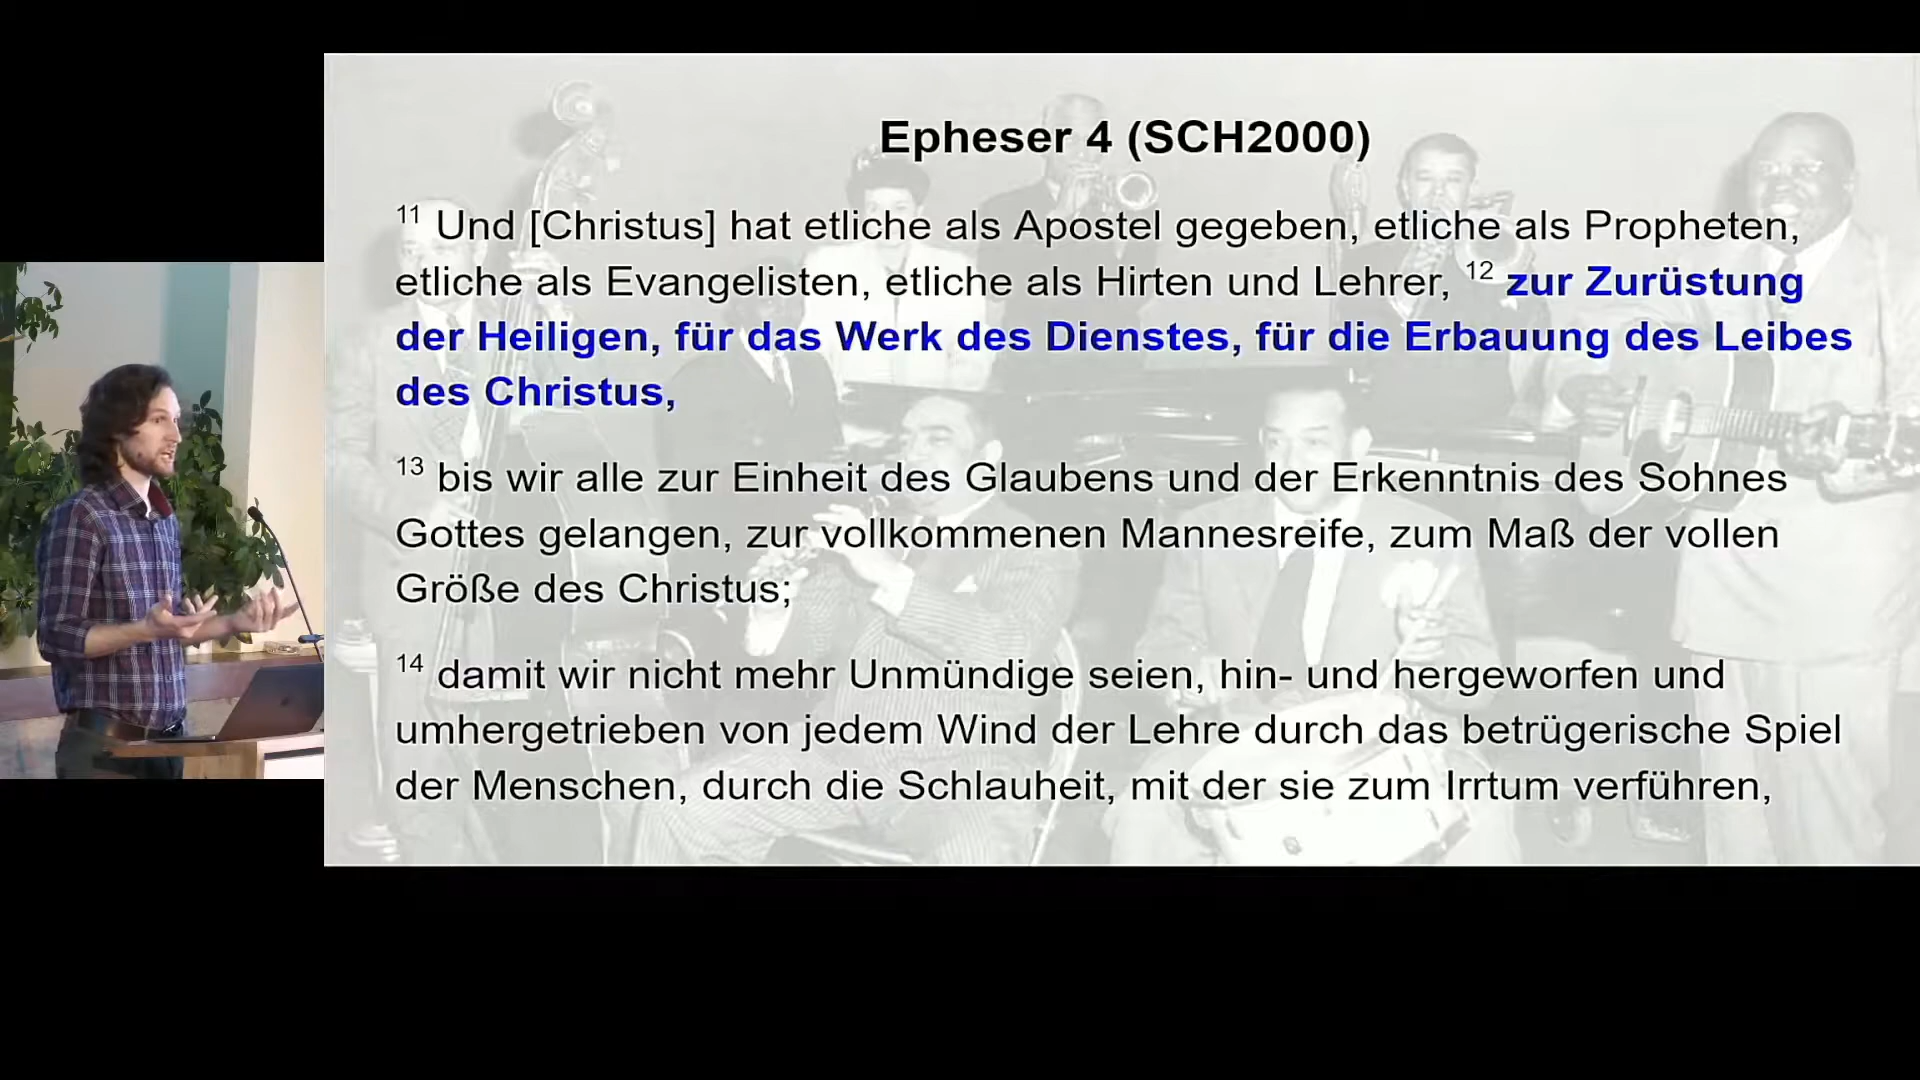 Epheser 4 (SCH2000)
11 Und [Christus] hat etliche als Apostel gegeben, etliche als Propheten,
etliche als Evangelisten, etliche als Hirten und Lehrer, 12 zur Zurüstung
der Heiligen, für das Werk des Dienstes, für die Erbauung des Leibes
des Christus,
13 bis wir alle zur Einheit des Glaubens und der Erkenntnis des Sohnes
Gottes gelangen, zur vollkommenen Mannesreife, zum Maß der vollen
Größe des Christus;
14 damit wir nicht mehr Unmündige seien, hin- und hergeworfen und
umhergetrieben von jedem Wind der Lehre durch das betrügerische Spiel
der Menschen, durch die Schlauheit, mit der sie zum Irrtum verführen,